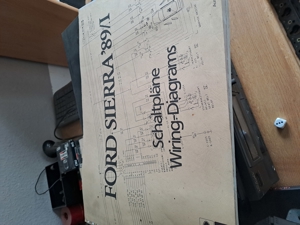 FORD SIERRA '89/1
Schaltpläne
Wiring-Diagrams